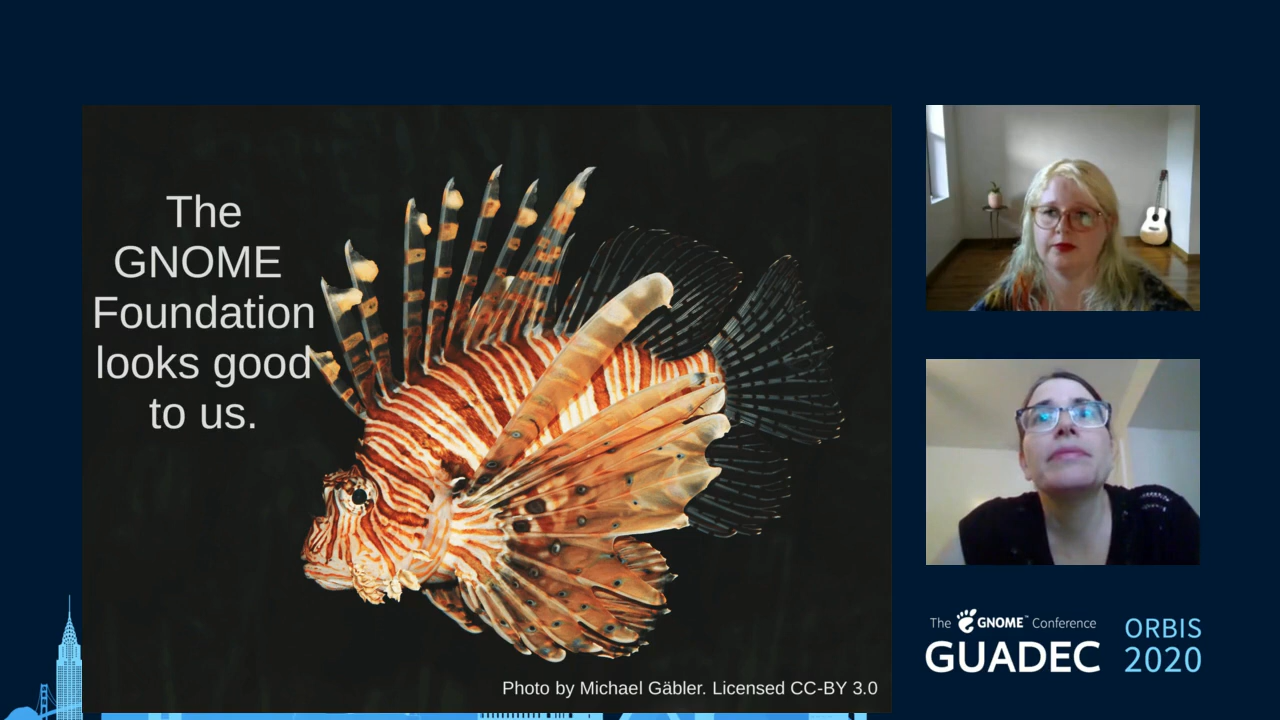 The
GNOME
Foundation
looks good
to us.
Photo by Michael Gäbler. Licensed CC-BY 3.0
The GNOME™ Conference
GUADEC
ORBIS
2020